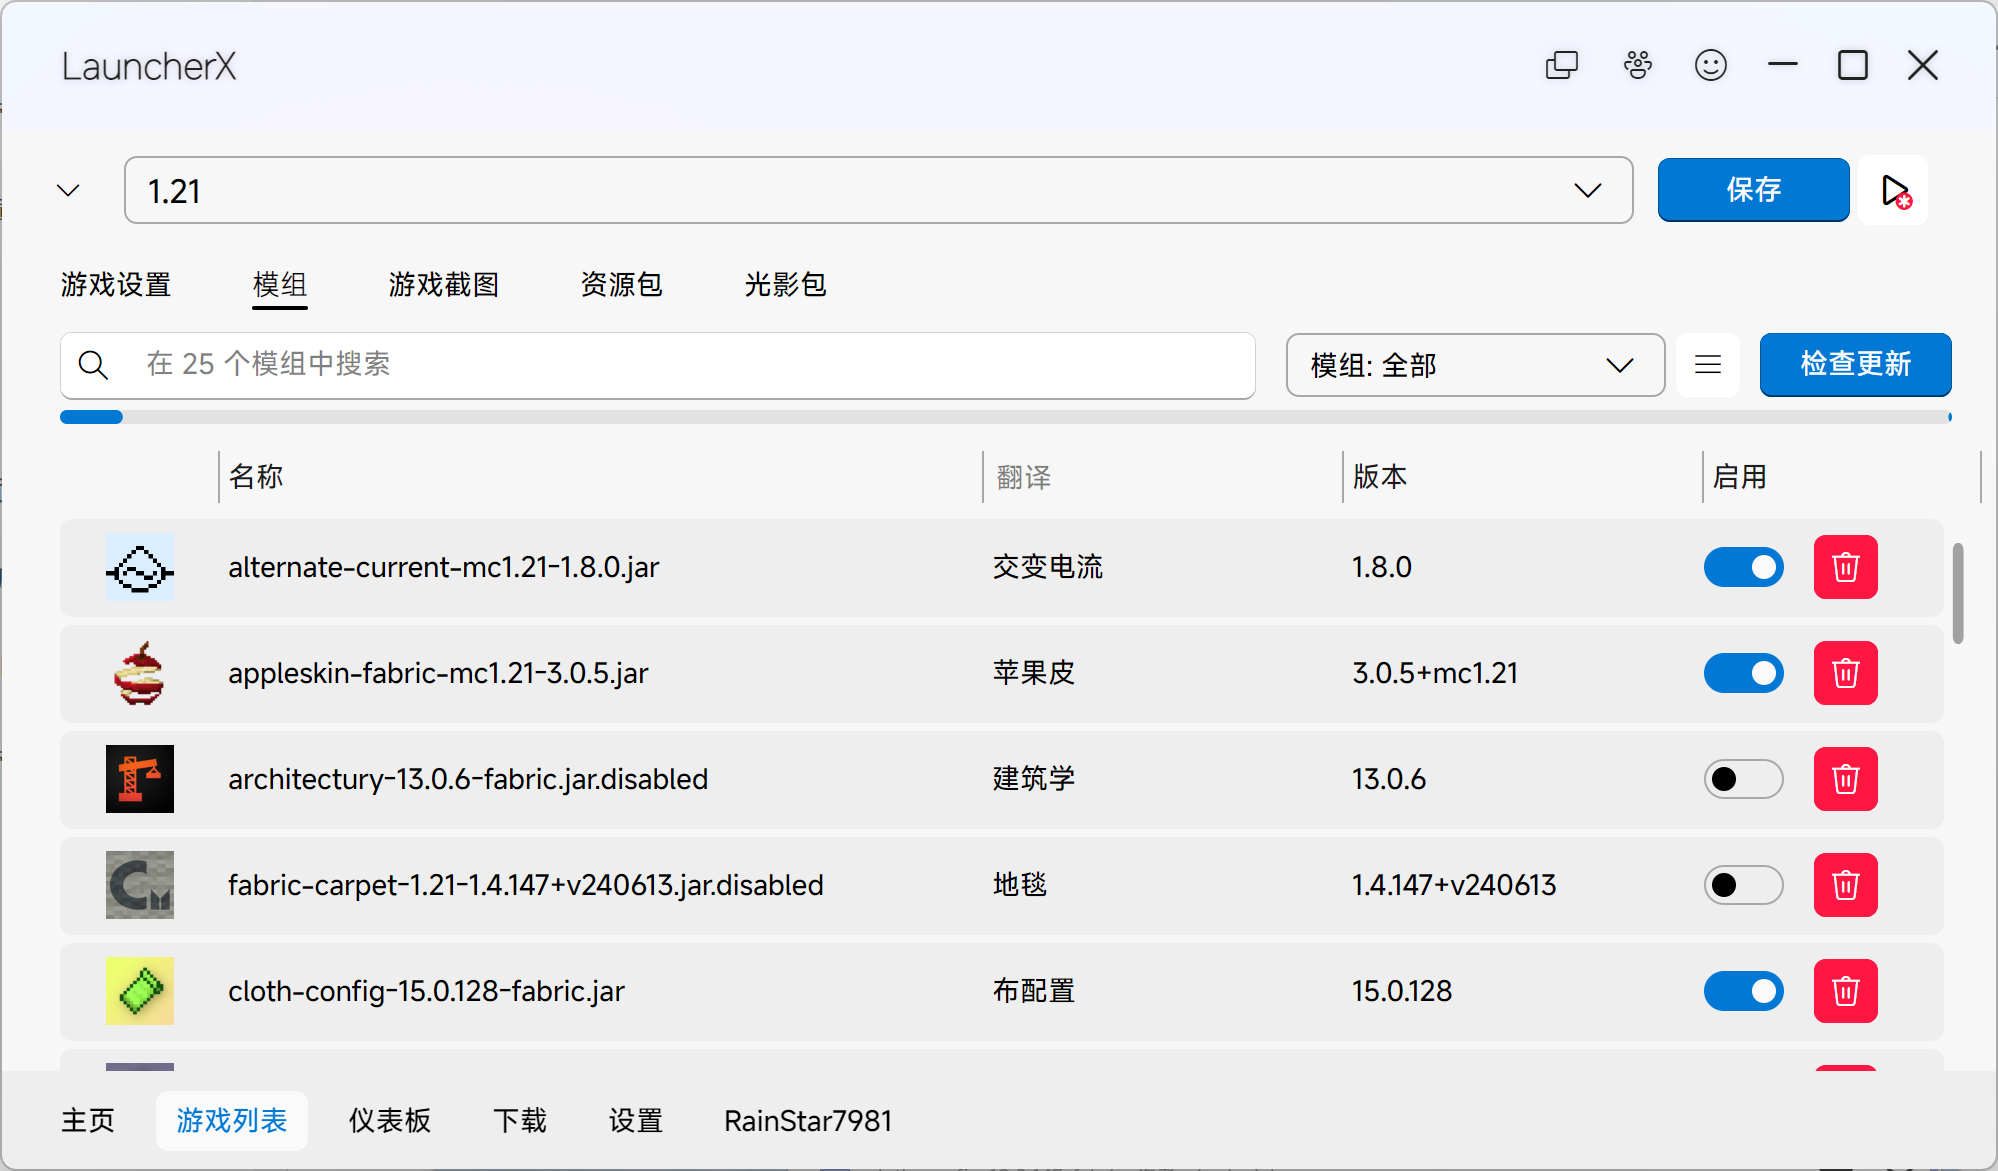 LauncherX
1.21
保存
游戏设置 模组 游戏截图 资源包 光影包
在 25 个模组中搜索
模组: 全部
检查更新
名称 翻译 版本 启用
alternate-current-mc1.21-1.8.0.jar 交变电流 1.8.0
appleskin-fabric-mc1.21-3.0.5.jar 苹果皮 3.0.5+mc1.21
architectury-13.0.6-fabric.jar.disabled 建筑学 13.0.6
fabric-carpet-1.21-1.4.147+v240613.jar.disabled 地毯 1.4.147+v240613
cloth-config-15.0.128-fabric.jar 布配置 15.0.128
主页 游戏列表 仪表板 下载 设置 RainStar7981